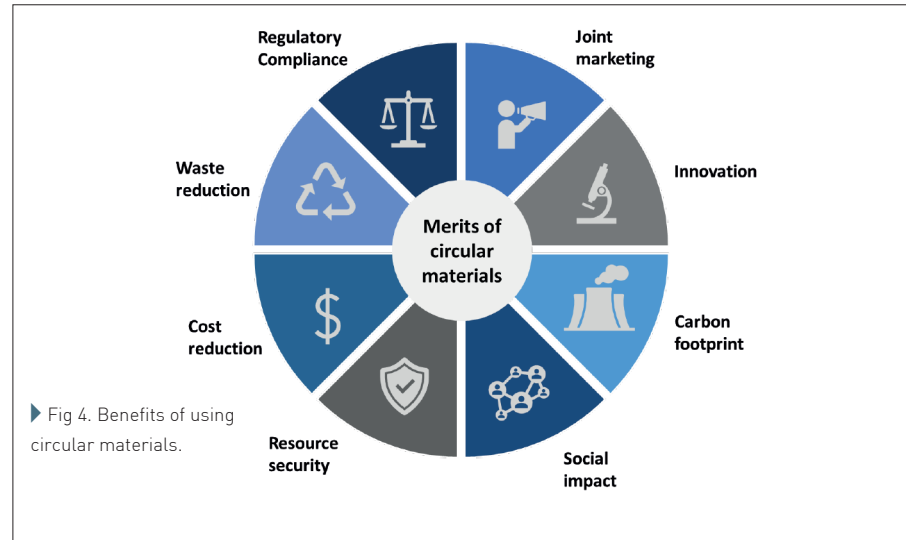 Regulatory
Compliance
Joint
marketing
Waste
reduction
Innovation
Merits of
circular
materials
Cost
reduction
$
Carbon
footprint
Resource
security
Social
impact
Fig 4. Benefits of using
circular materials.